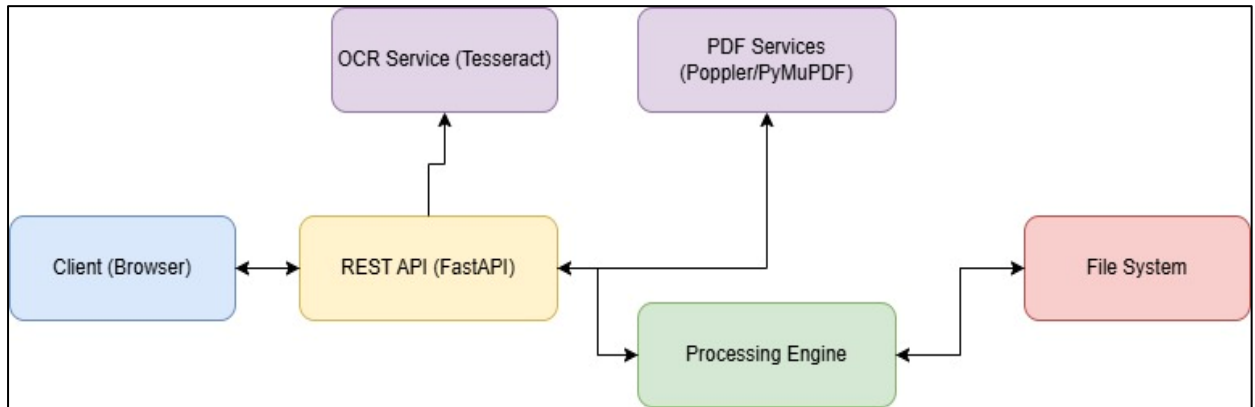 OCR Service (Tesseract)
PDF Services
(Poppler/PyMuPDF)
Client (Browser)
REST API (FastAPI)
File System
Processing Engine